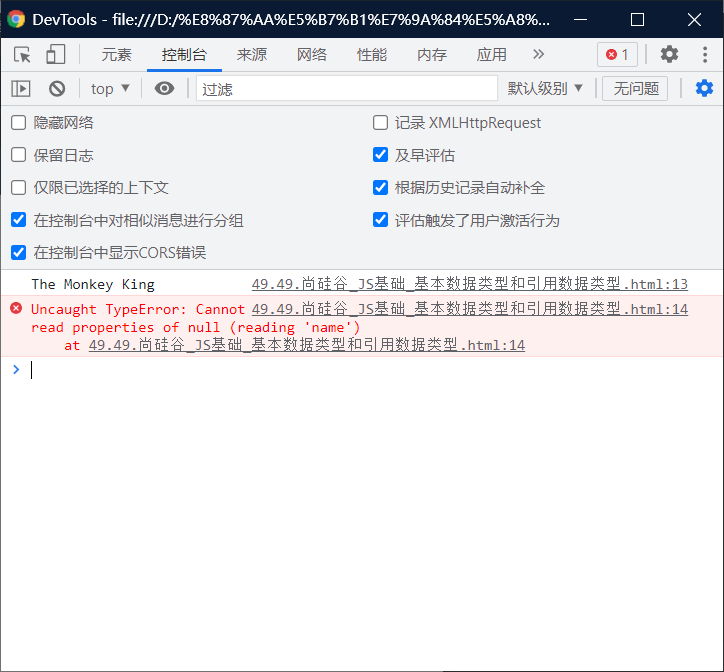 DevTools - file:///D:/%E8%87%AA%E5%B7%B1%E7%9A%84%E5%A8%...
元素 控制台 来源 网络 性能 内存 应用 » 1
top ▼ 过滤 默认级别 ▼ 无问题
隐藏网络 记录 XMLHttpRequest
保留日志 及早评估
仅限已选择的上下文 根据历史记录自动补全
在控制台中对相似消息进行分组 评估触发了用户激活行为
在控制台中显示CORS错误
The Monkey King 49.49.尚硅谷_JS基础_基本数据类型和引用数据类型.html:13
Uncaught TypeError: Cannot 49.49.尚硅谷_JS基础_基本数据类型和引用数据类型.html:14
read properties of null (reading 'name')
at 49.49.尚硅谷_JS基础_基本数据类型和引用数据类型.html:14
>